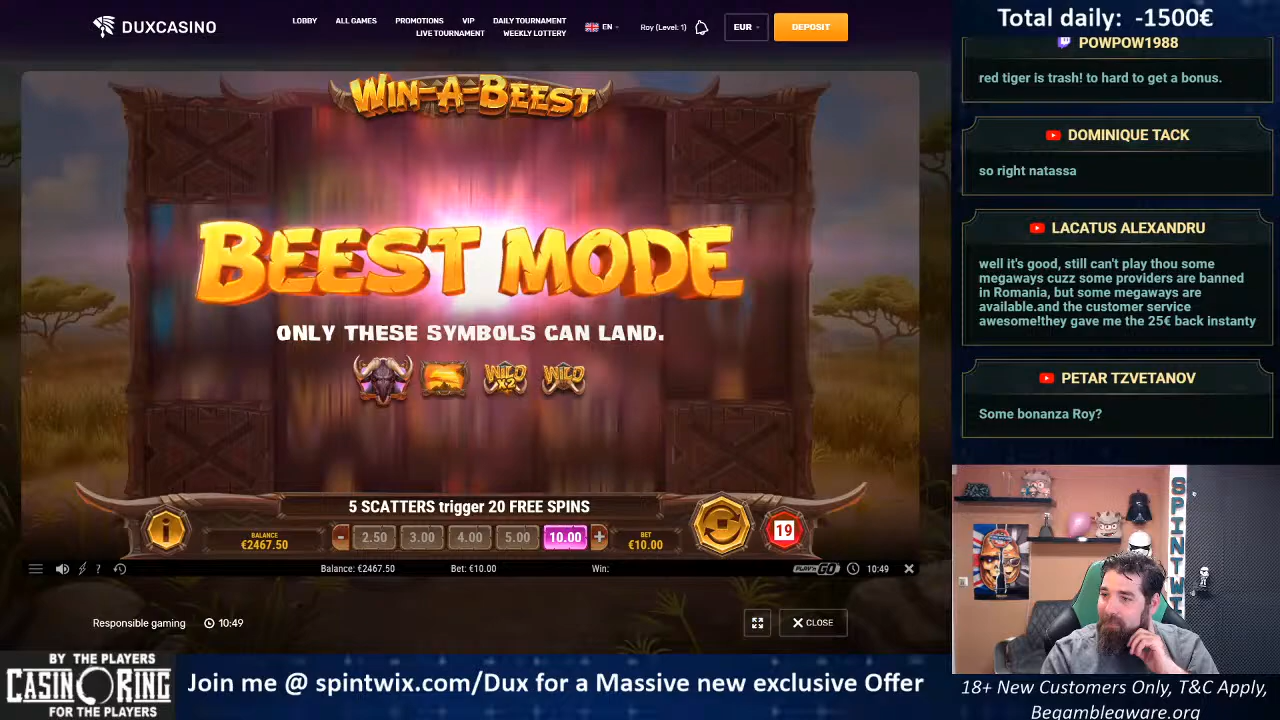 DUXCASINO
LOBBY
ALL GAMES
PROMOTIONS
VIP
DAILY TOURNAMENT
LIVE TOURNAMENT
WEEKLY LOTTERY
EN
Roy (Level: 1)
EUR
DEPOSIT
WIN-A-BEEST
BEEST MODE
ONLY THESE SYMBOLS CAN LAND.
WILD X2
WILD
5 SCATTERS trigger 20 FREE SPINS
BALANCE
€2467.50
-
2.50
3.00
4.00
5.00
10.00
+
BET
€10.00
19
?
Balance: €2467.50
Bet: €10.00
Win:
PLAY'n GO
10:49
Responsible gaming
10:49
CLOSE
Total daily: -1500€
POWPOW1988
red tiger is trash! to hard to get a bonus.
DOMINIQUE TACK
so right natassa
LACATUS ALEXANDRU
well it's good, still can't play thou some
megaways cuzz some providers are banned
in Romania, but some megaways are
available.and the customer service
awesome!they gave me the 25€ back instanty
PETAR TZVETANOV
Some bonanza Roy?
SPINTWI
BY THE PLAYERS
CASINORING
FOR THE PLAYERS
Join me @ spintwix.com/Dux for a Massive new exclusive Offer
18+ New Customers Only, T&C Apply,
Begambleaware.org